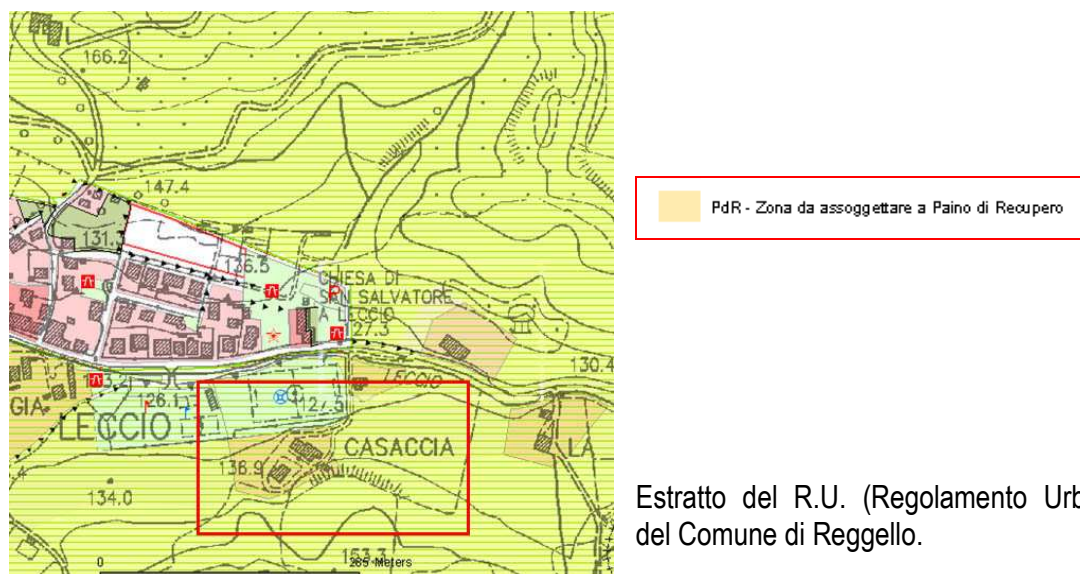 166.2
147.4
131.
136.5
CHIESA DI
SAN SALVATORE
A LECCIO
127.3
130.4
LECCIO
126.1
127.5
GIA
LECCIO
CASACCIA
LA
136.9
134.0
153.3
0
285 Meters
PdR - Zona da assoggettare a Paino di Recupero
Estratto del R.U. (Regolamento Urb
del Comune di Reggello.